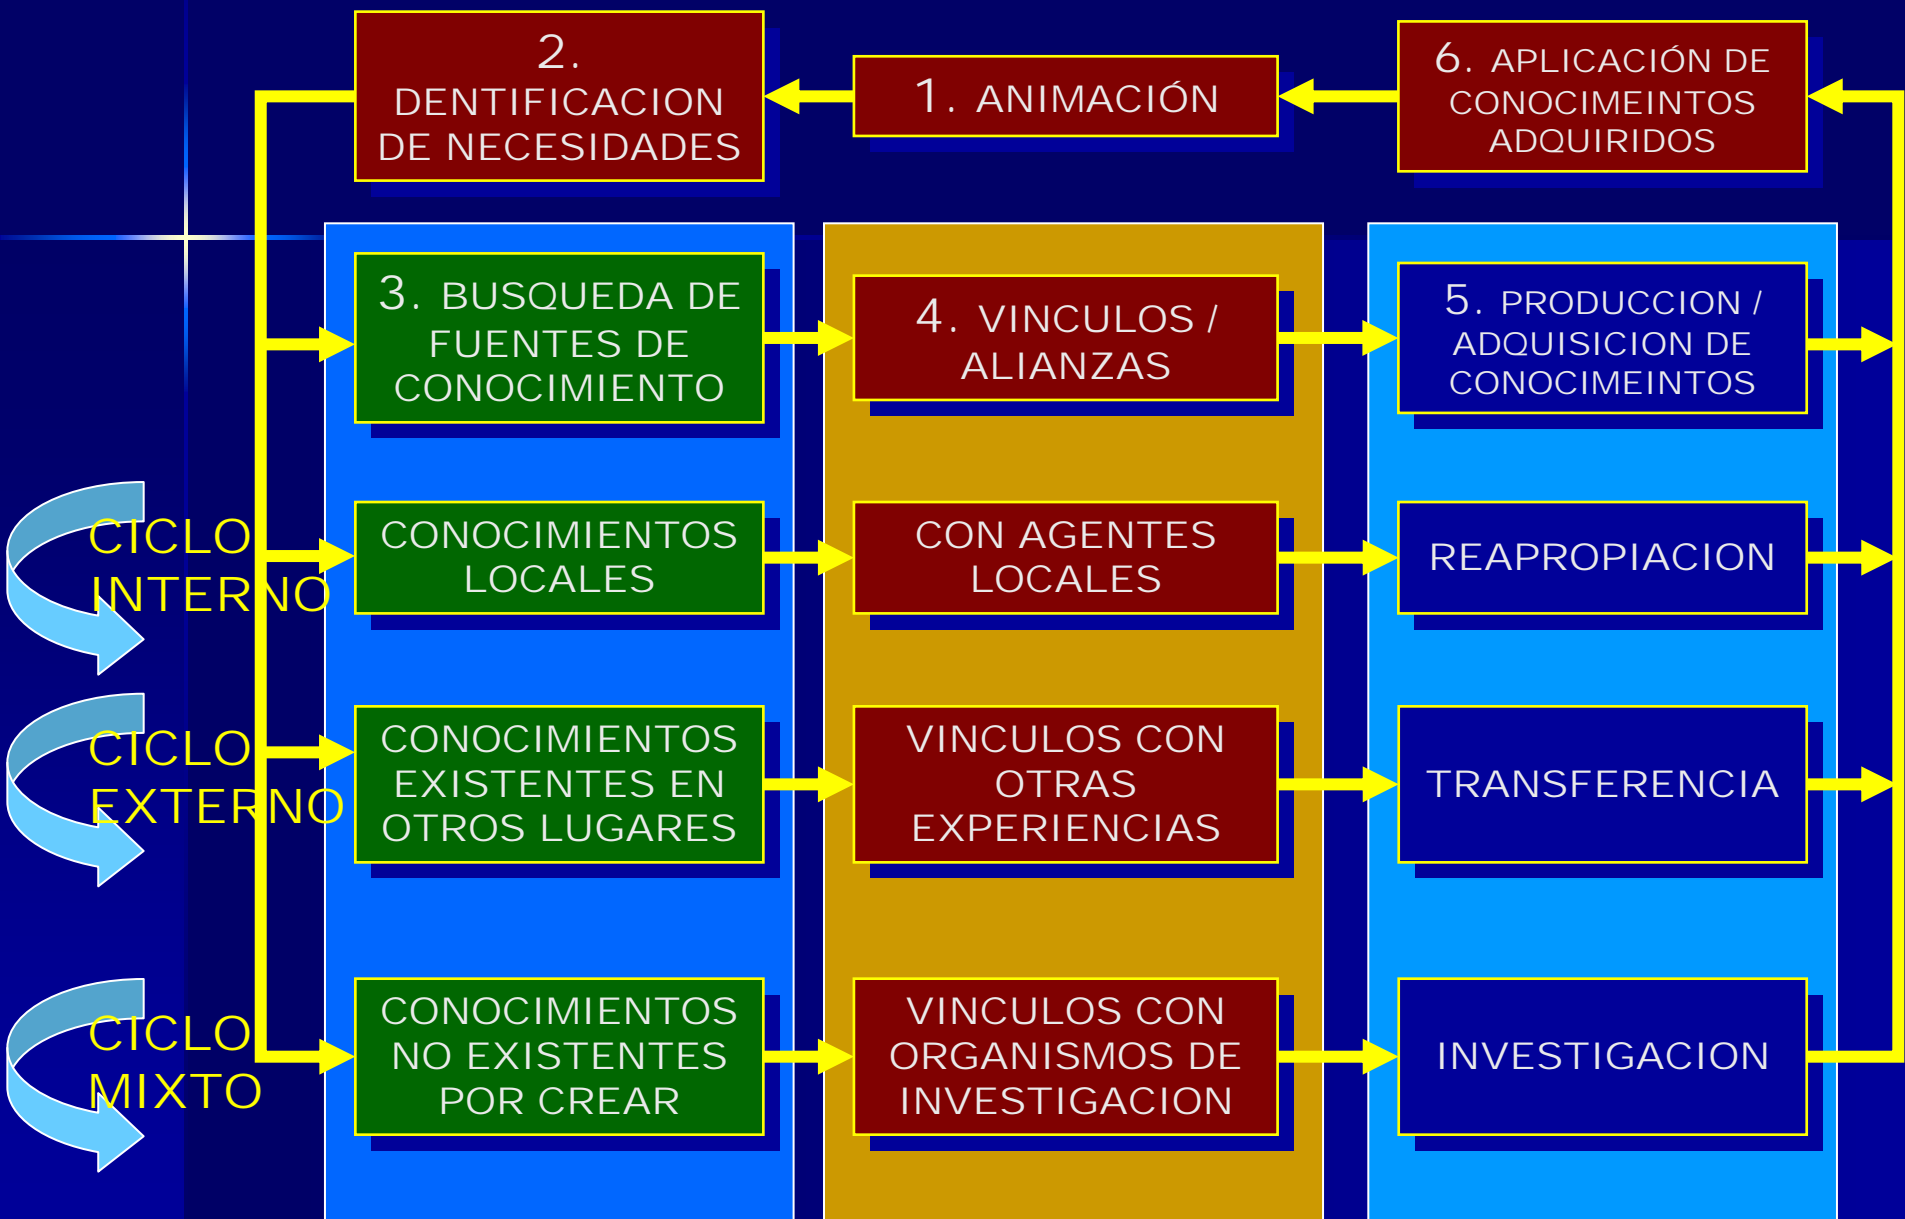 2.
DENTIFICACION
DE NECESIDADES
1. ANIMACIÓN
6. APLICACIÓN DE
CONOCIMEINTOS
ADQUIRIDOS
3. BUSQUEDA DE
FUENTES DE
CONOCIMIENTO
4. VINCULOS /
ALIANZAS
5. PRODUCCION /
ADQUISICION DE
CONOCIMEINTOS
CICLO
INTERNO
CONOCIMIENTOS
LOCALES
CON AGENTES
LOCALES
REAPROPIACION
CICLO
EXTERNO
CONOCIMIENTOS
EXISTENTES EN
OTROS LUGARES
VINCULOS CON
OTRAS
EXPERIENCIAS
TRANSFERENCIA
CICLO
MIXTO
CONOCIMIENTOS
NO EXISTENTES
POR CREAR
VINCULOS CON
ORGANISMOS DE
INVESTIGACION
INVESTIGACION